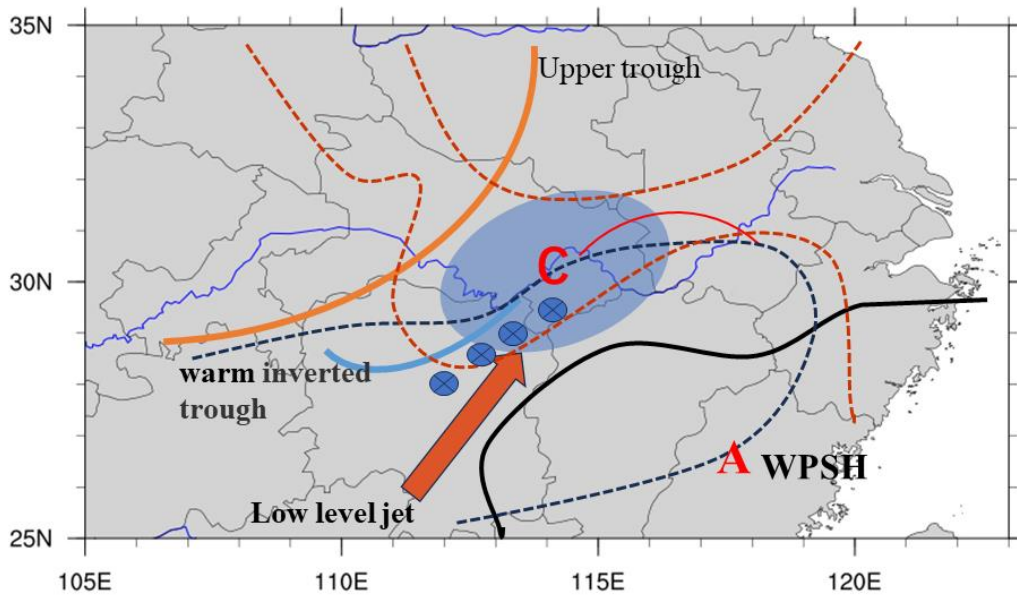 35N
Upper trough
30N
C
warm inverted
trough
A WPSH
Low level jet
25N
105E 110E 115E 120E